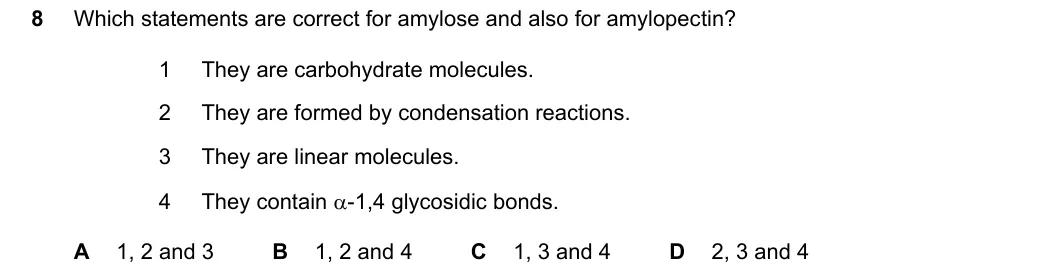 8 Which statements are correct for amylose and also for amylopectin?
1 They are carbohydrate molecules.
2 They are formed by condensation reactions.
3 They are linear molecules.
4 They contain α-1,4 glycosidic bonds.
A 1, 2 and 3 B 1, 2 and 4 C 1, 3 and 4 D 2, 3 and 4